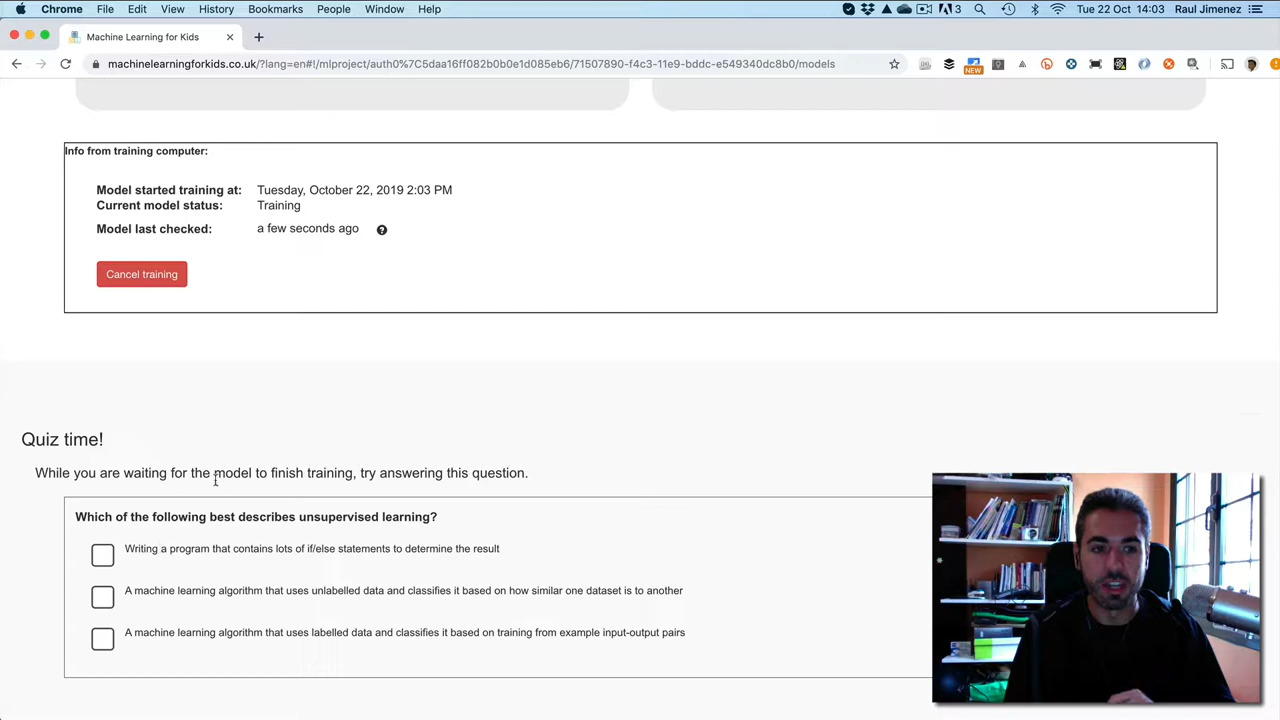 Chrome File Edit View History Bookmarks People Window Help 3 Tue 22 Oct 14:03 Raul Jimenez
Machine Learning for Kids
machinelearningforkids.co.uk/?lang=en#!/mlproject/auth0%7C5daa16ff082b0b0e1d085eb6/71507890-f4c3-11e9-bddc-e549340dc8b0/models
NEW
Info from training computer:
Model started training at: Tuesday, October 22, 2019 2:03 PM
Current model status: Training
Model last checked: a few seconds ago ?
Cancel training
Quiz time!
While you are waiting for the model to finish training, try answering this question.
Which of the following best describes unsupervised learning?
Writing a program that contains lots of if/else statements to determine the result
A machine learning algorithm that uses unlabelled data and classifies it based on how similar one dataset is to another
A machine learning algorithm that uses labelled data and classifies it based on training from example input-output pairs